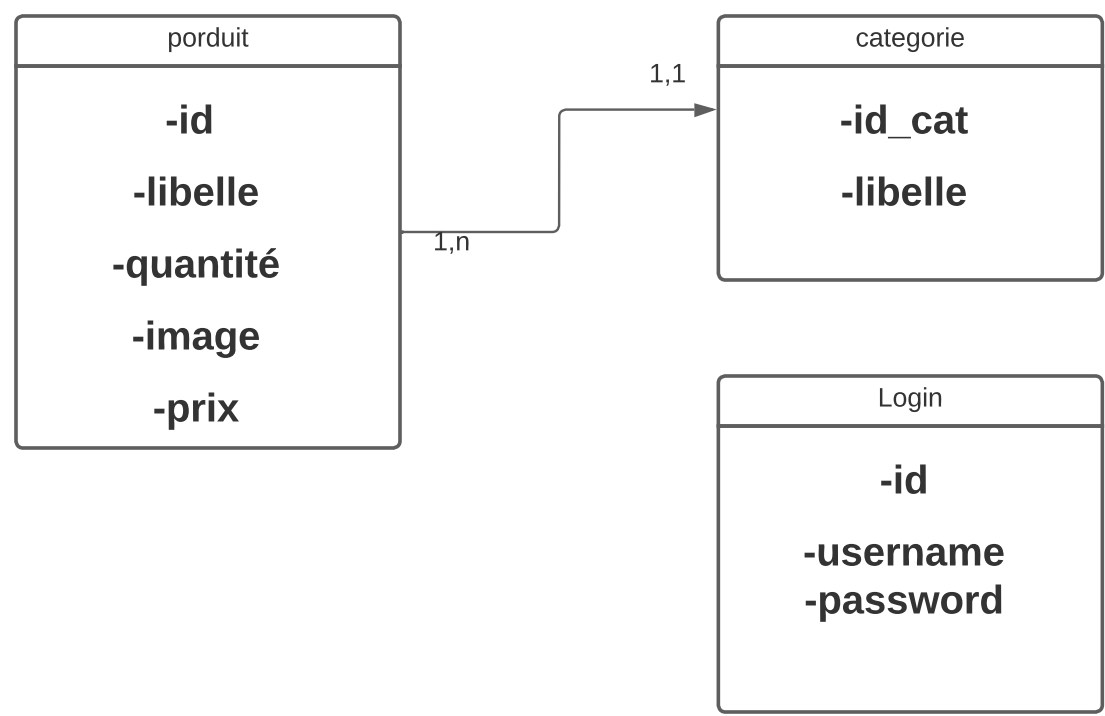 porduit
-id
-libelle
-quantité
-image
-prix
1,n
1,1
categorie
-id_cat
-libelle
Login
-id
-username
-password